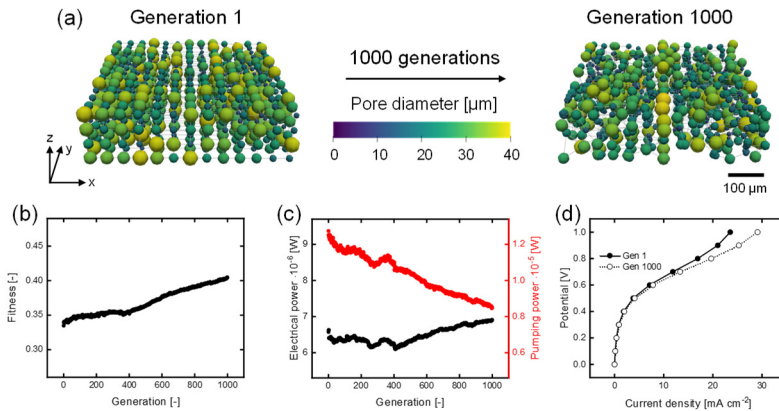 (a)
Generation 1
Generation 1000
1000 generations
Pore diameter [μm]
0 10 20 30 40
z
y
x
100 μm
(b)
Fitness [-]
0.45
0.40
0.35
0.30
0 200 400 600 800 1000
Generation [-]
(c)
Electrical power ·10⁻⁶ [W]
9
8
7
6
Pumping power ·10⁻⁵ [W]
1.2
1.0
0.8
0.6
0 200 400 600 800 1000
Generation [-]
(d)
Potential [V]
1.0
0.8
0.6
0.4
0.2
0.0
Gen 1
Gen 1000
0 5 10 15 20 25 30
Current density [mA cm⁻²]